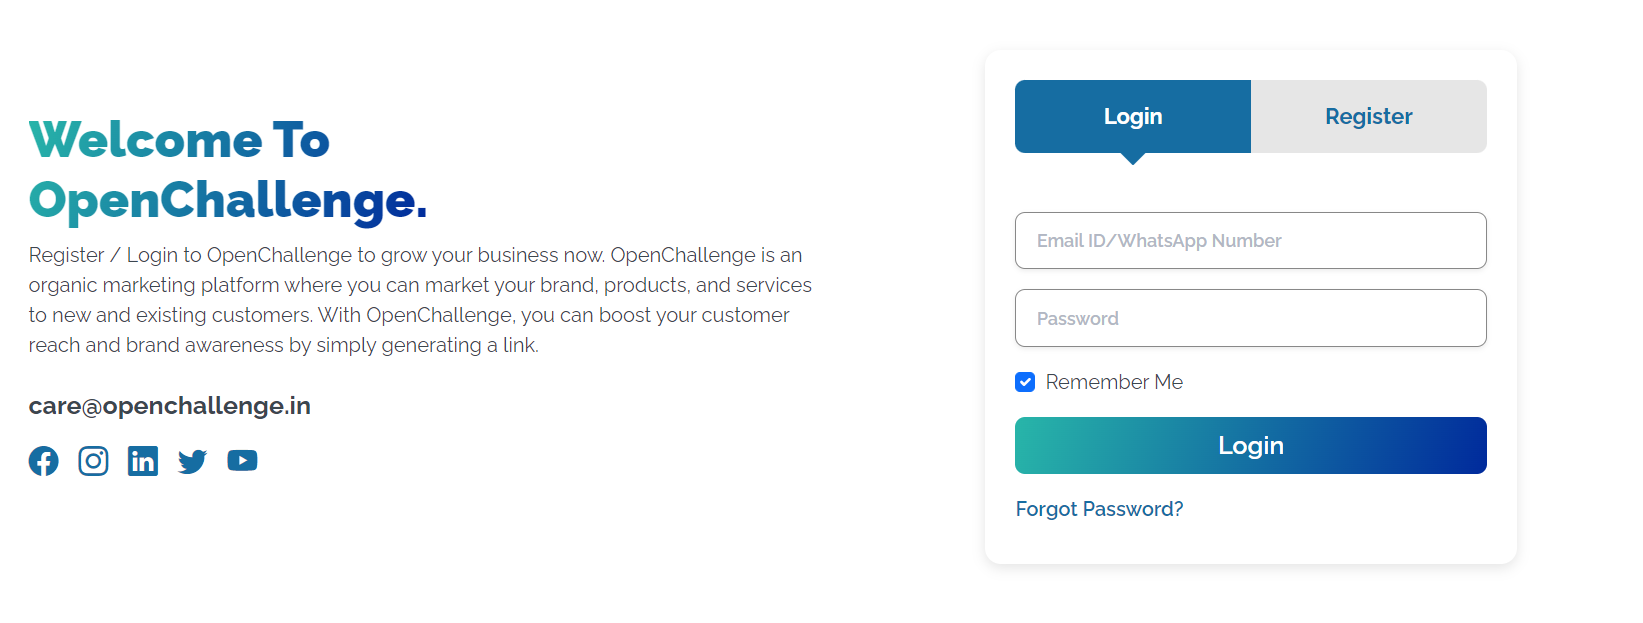 Welcome To
OpenChallenge.
Register / Login to OpenChallenge to grow your business now. OpenChallenge is an
organic marketing platform where you can market your brand, products, and services
to new and existing customers. With OpenChallenge, you can boost your customer
reach and brand awareness by simply generating a link.
care@openchallenge.in
Login
Register
Email ID/WhatsApp Number
Password
Remember Me
Login
Forgot Password?